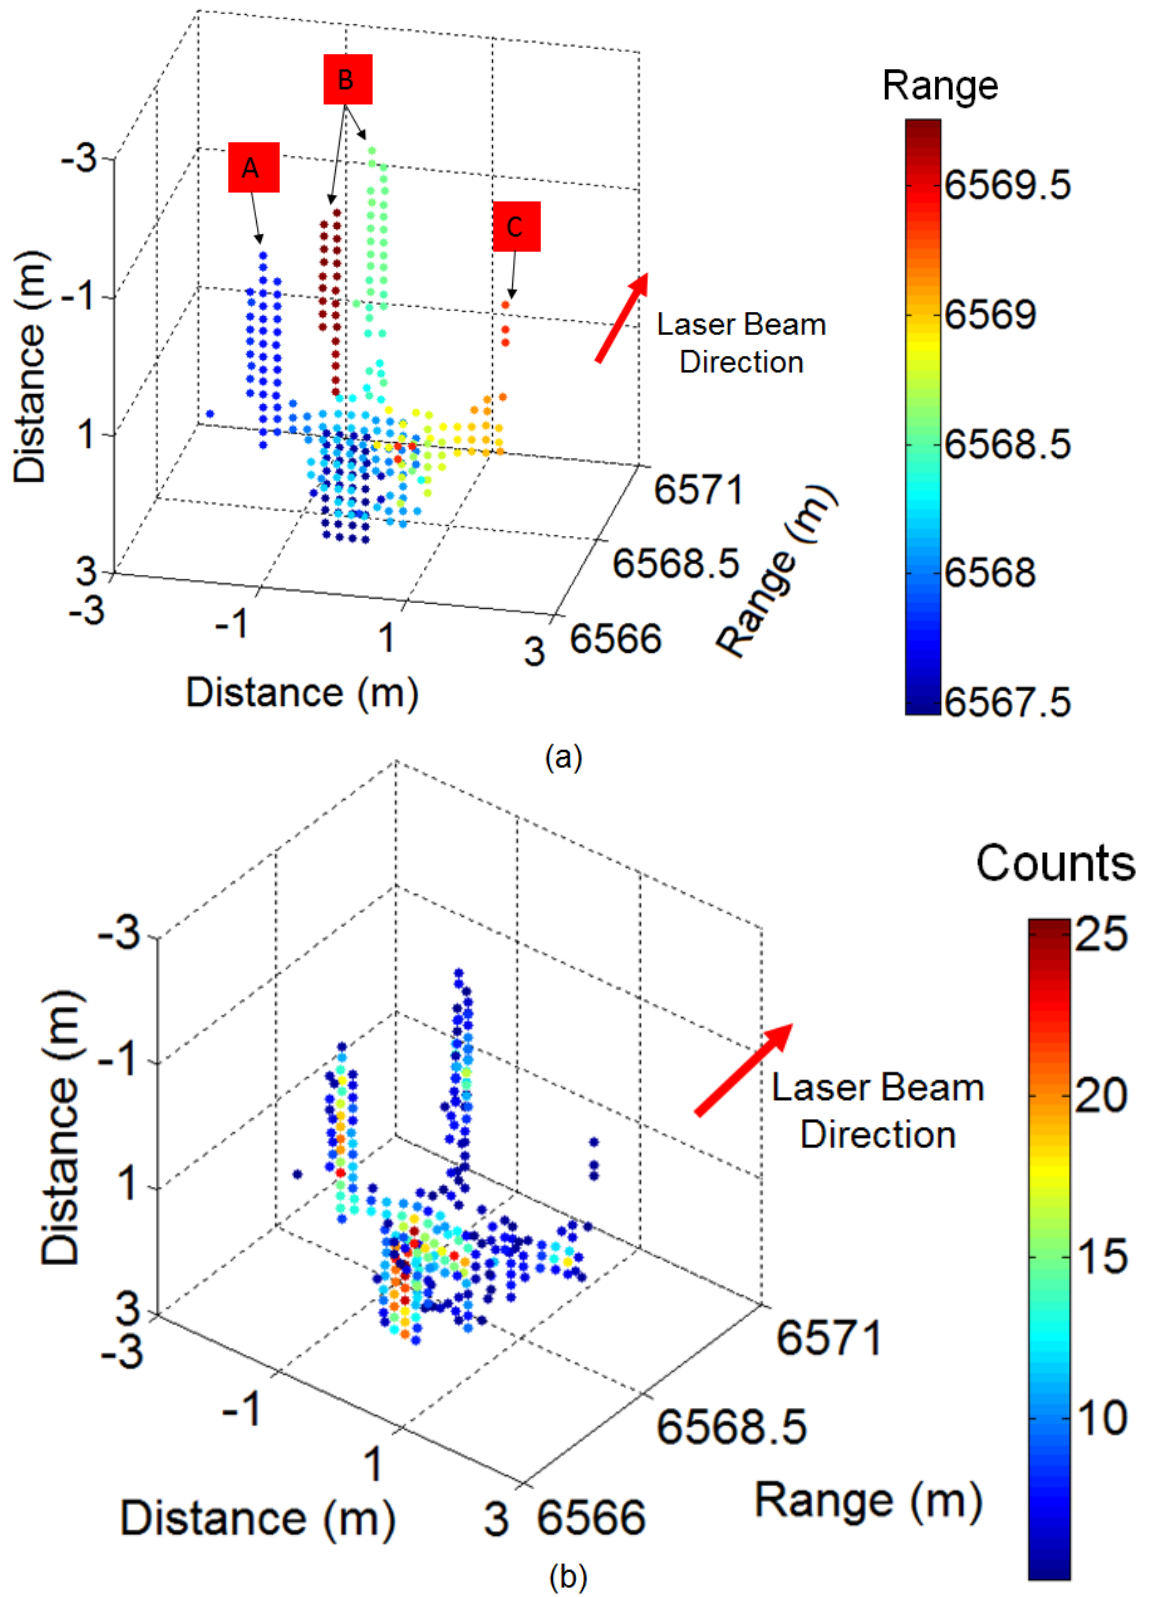 B
A
C
Range
6569.5
6569
6568.5
6568
6567.5
-3
-1
1
3
Distance (m)
Laser Beam
Direction
-3
-1
1
3
Distance (m)
6566
6568.5
6571
Range (m)
(a)
Counts
25
20
15
10
-3
-1
1
3
Distance (m)
Laser Beam
Direction
-3
-1
1
3
Distance (m)
6566
6568.5
6571
Range (m)
(b)